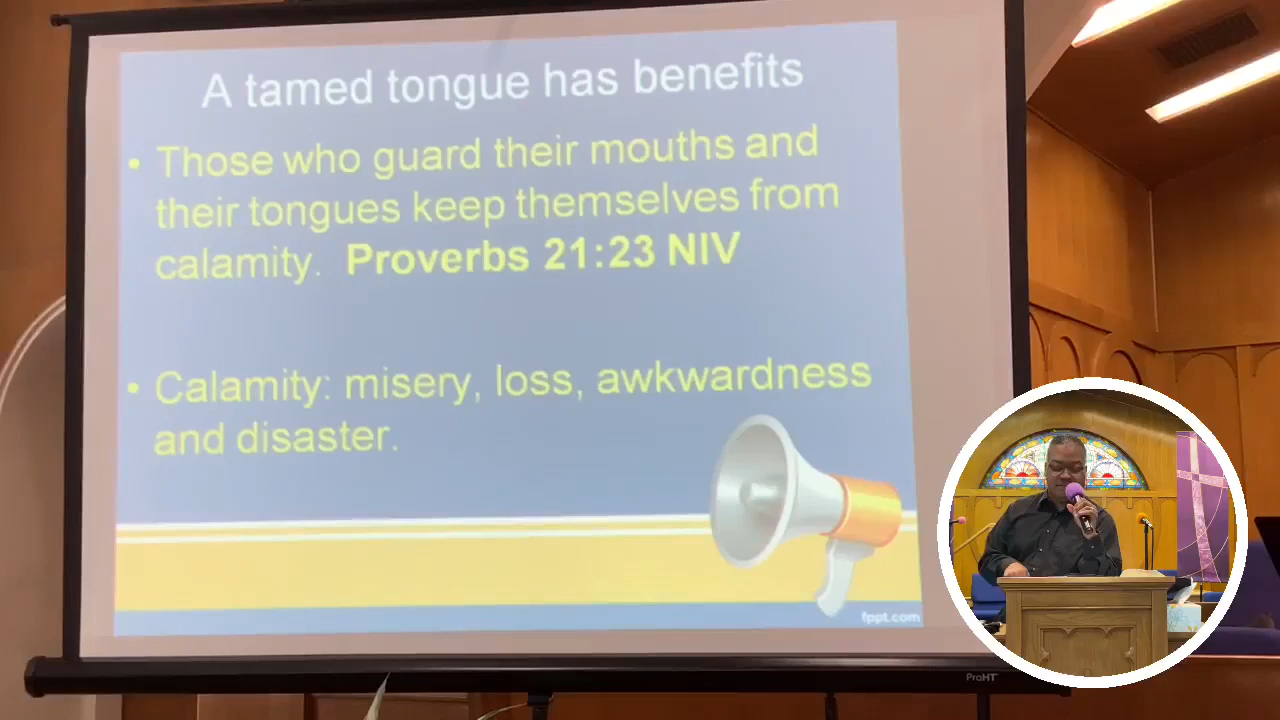 A tamed tongue has benefits
• Those who guard their mouths and
their tongues keep themselves from
calamity. Proverbs 21:23 NIV
• Calamity: misery, loss, awkwardness
and disaster.
fppt.com
ProHT